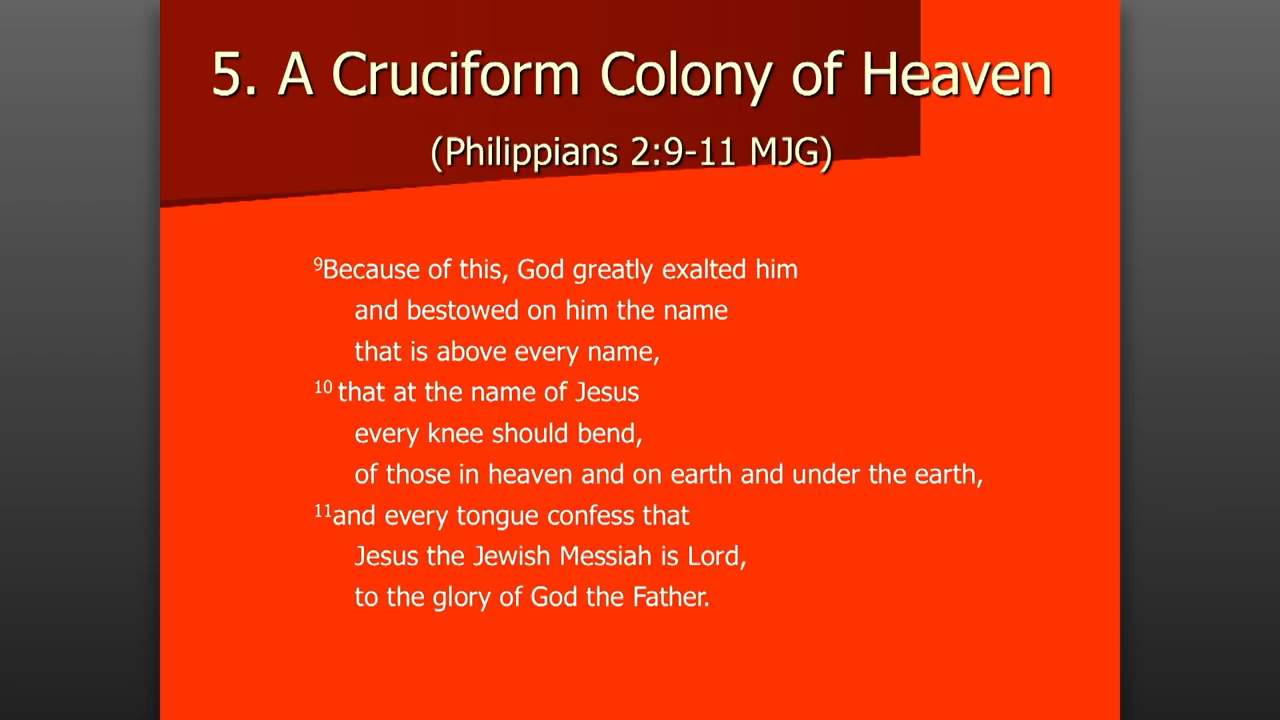 5. A Cruciform Colony of Heaven
(Philippians 2:9-11 MJG)
⁹Because of this, God greatly exalted him
and bestowed on him the name
that is above every name,
¹⁰ that at the name of Jesus
every knee should bend,
of those in heaven and on earth and under the earth,
¹¹and every tongue confess that
Jesus the Jewish Messiah is Lord,
to the glory of God the Father.